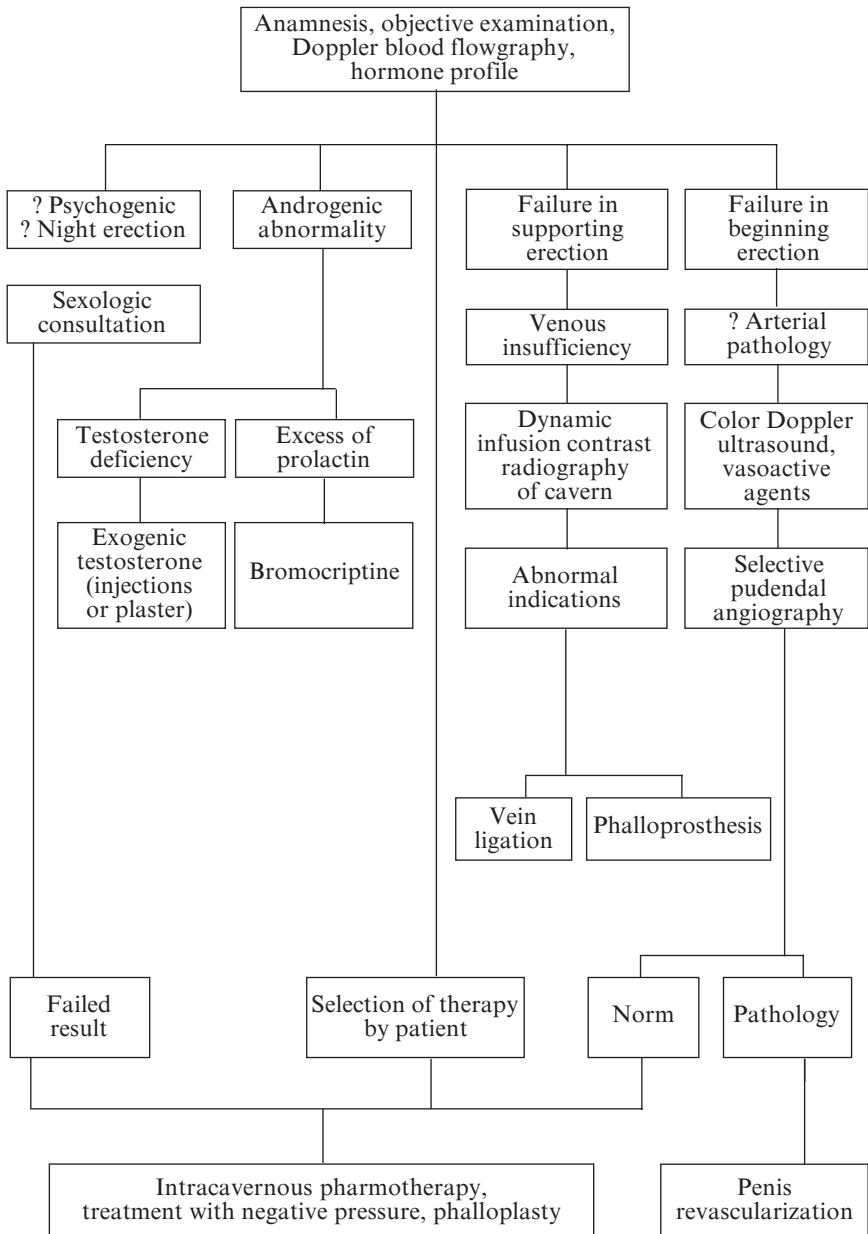 Anamnesis, objective examination,
Doppler blood flowgraphy,
hormone profile
? Psychogenic
? Night erection
Androgenic
abnormality
Failure in
supporting
erection
Failure in
beginning
erection
Sexologic
consultation
Venous
insufficiency
? Arterial
pathology
Testosterone
deficiency
Excess of
prolactin
Dynamic
infusion contrast
radiography
of cavern
Color Doppler
ultrasound,
vasoactive
agents
Exogenic
testosterone
(injections
or plaster)
Bromocriptine
Abnormal
indications
Selective
pudendal
angiography
Vein
ligation
Phalloprosthesis
Failed
result
Selection of therapy
by patient
Norm
Pathology
Intracavernous pharmotherapy,
treatment with negative pressure, phalloplasty
Penis
revascularization